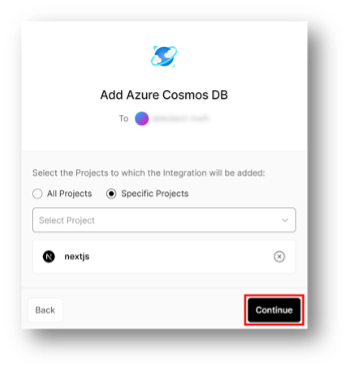 Add Azure Cosmos DB
To
Select the Projects to which the Integration will be added:
All Projects Specific Projects
Select Project
nextjs
Back Continue